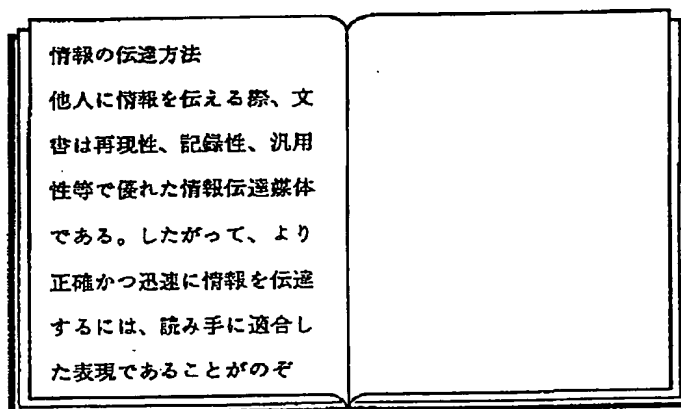 情報の伝達方法
他人に情報を伝える際、文
書は再現性、記録性、汎用
性等で優れた情報伝達媒体
である。したがって、より
正確かつ迅速に情報を伝達
するには、読み手に適合し
た表現であることがのぞ